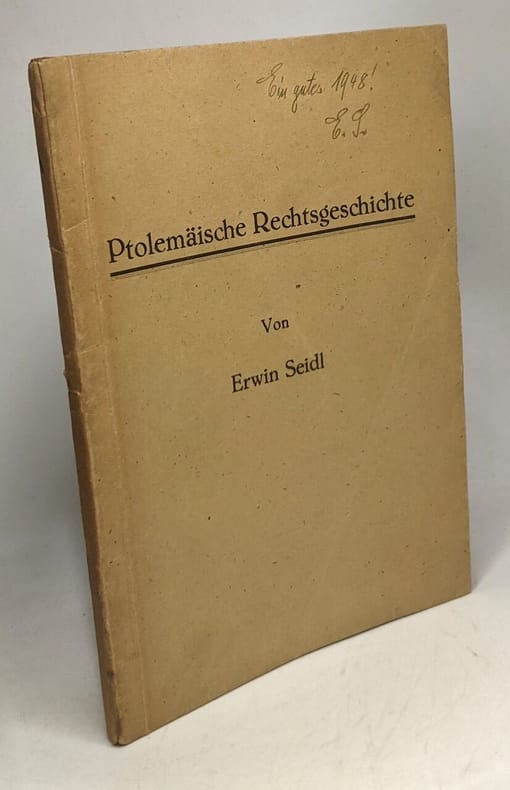 Ein gutes 1948!
E. S.
Ptolemäische Rechtsgeschichte
Von
Erwin Seidl